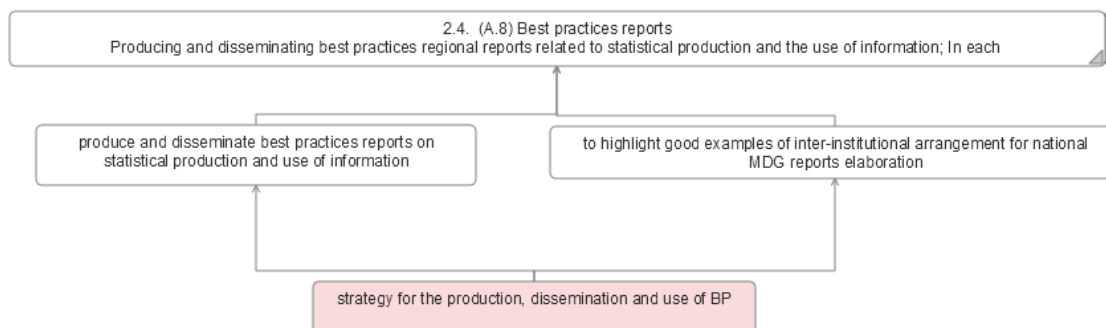 2.4. (A.8) Best practices reports
Producing and disseminating best practices regional reports related to statistical production and the use of information; In each
produce and disseminate best practices reports on
statistical production and use of information
to highlight good examples of inter-institutional arrangement for national
MDG reports elaboration
strategy for the production, dissemination and use of BP